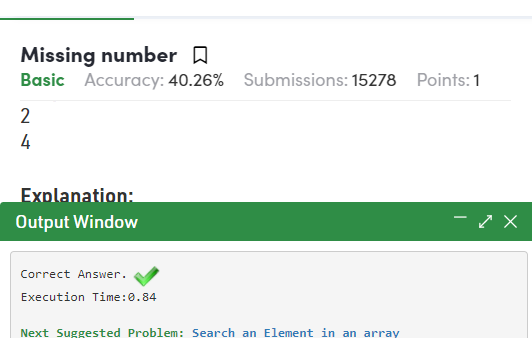 Missing number
Basic Accuracy: 40.26% Submissions: 15278 Points: 1
2
4
Explanation:
Output Window
Correct Answer.
Execution Time:0.84
Next Suggested Problem: Search an Element in an array